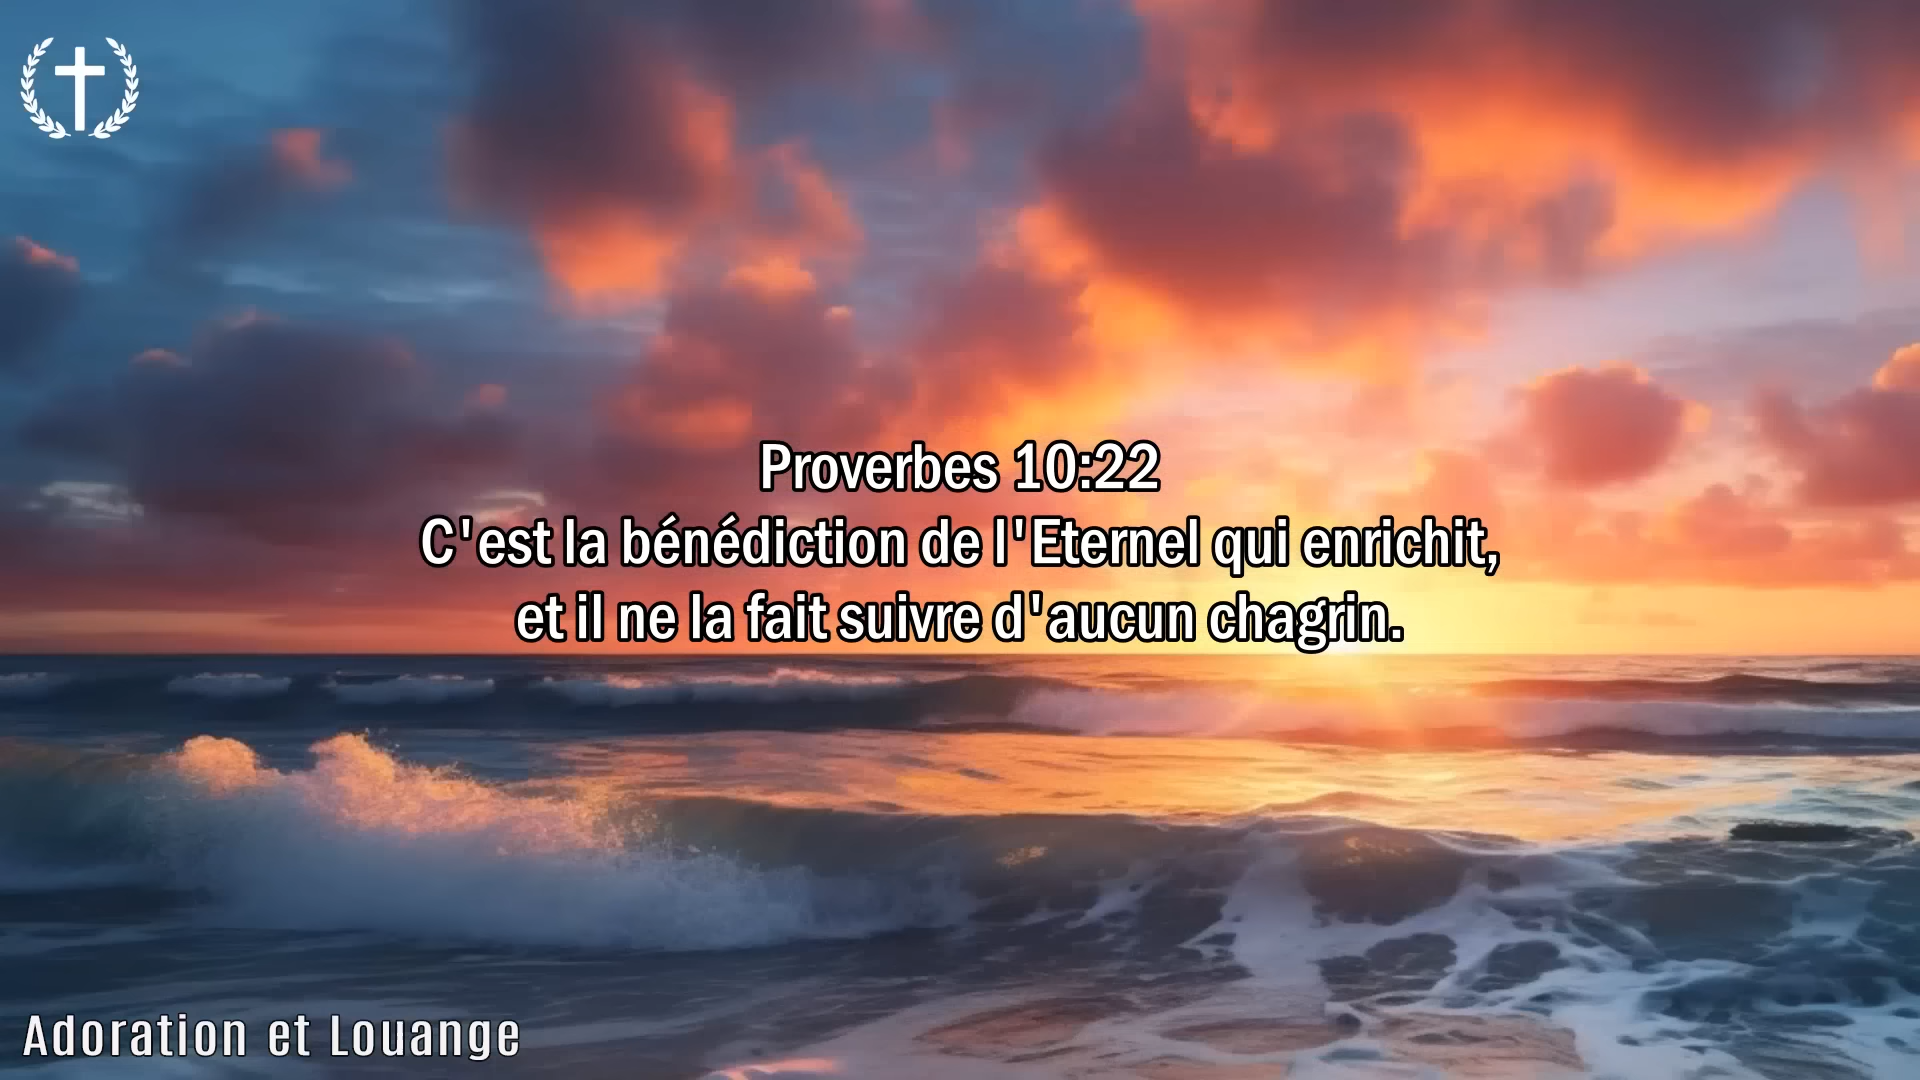 Proverbes 10:22
C'est la bénédiction de l'Eternel qui enrichit,
et il ne la fait suivre d'aucun chagrin.
Adoration et Louange